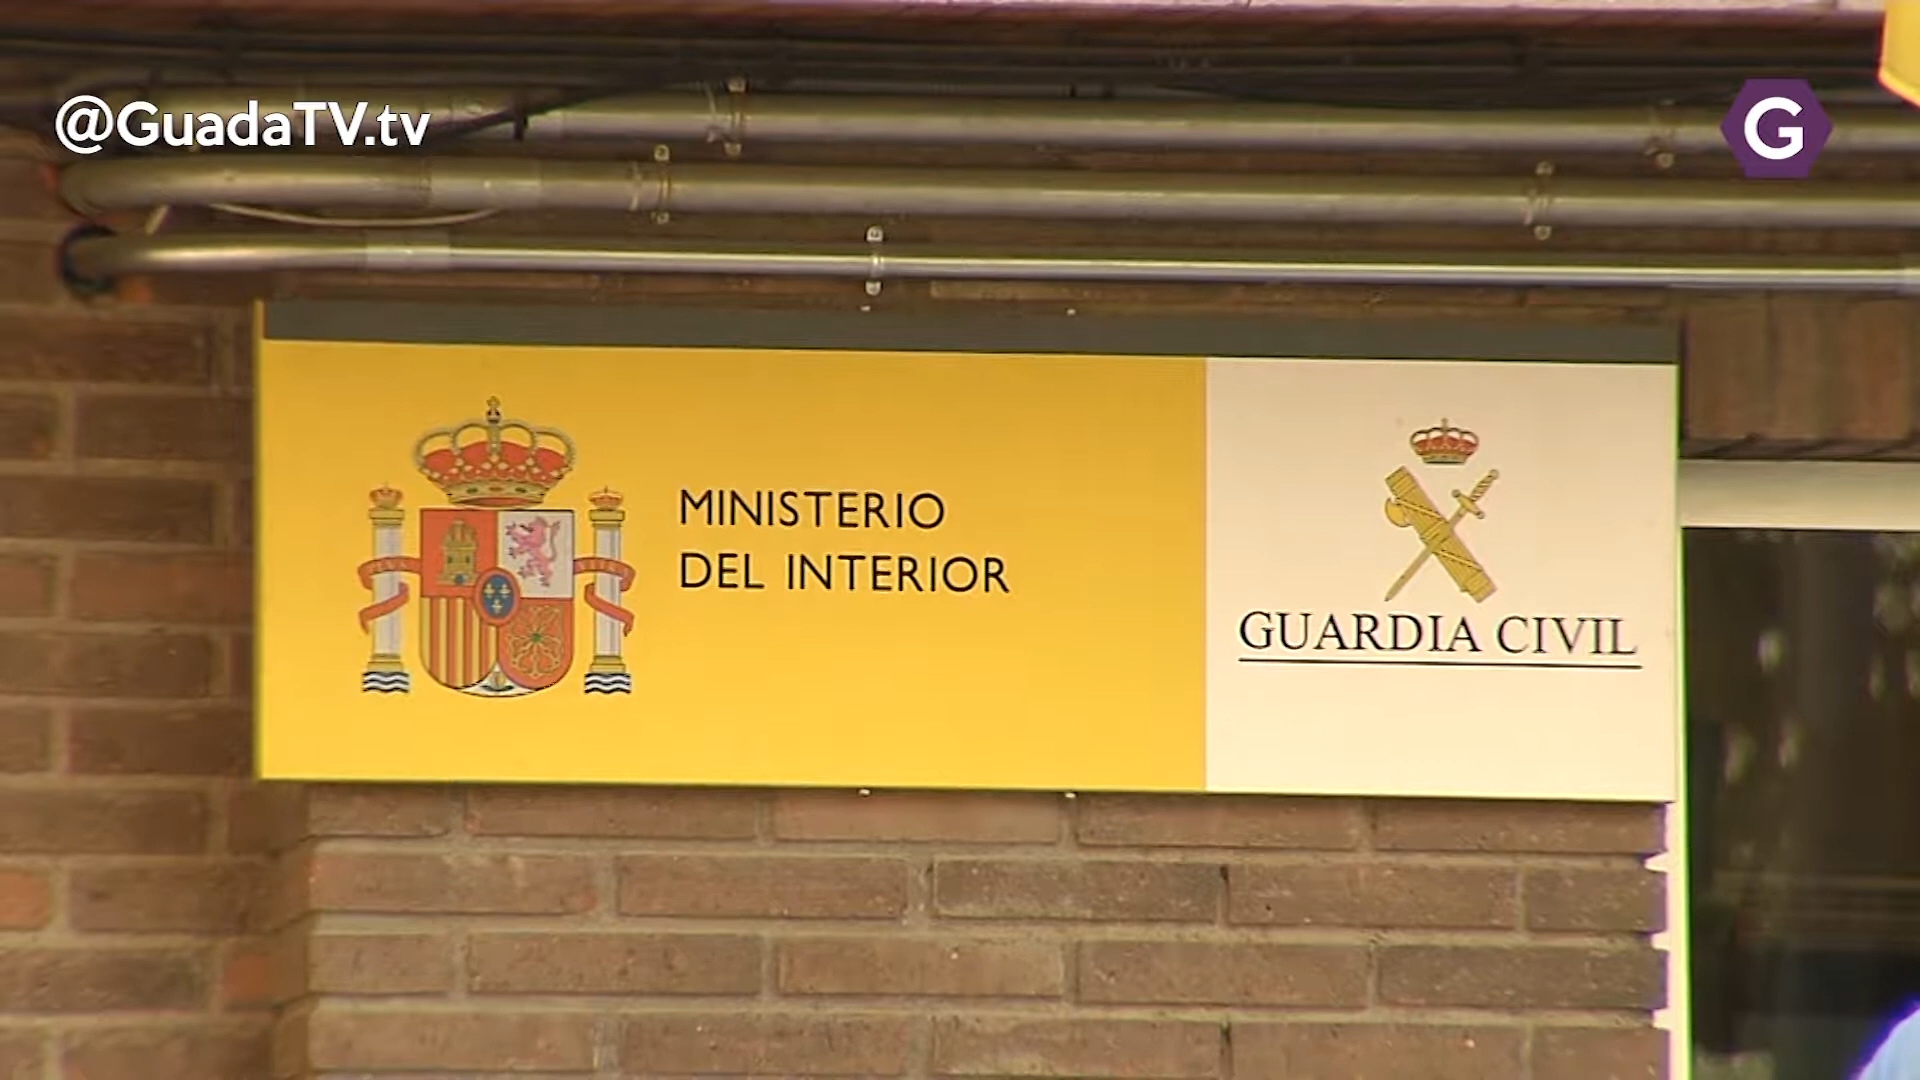 @GuadaTV.tv
G
MINISTERIO
DEL INTERIOR
GUARDIA CIVIL